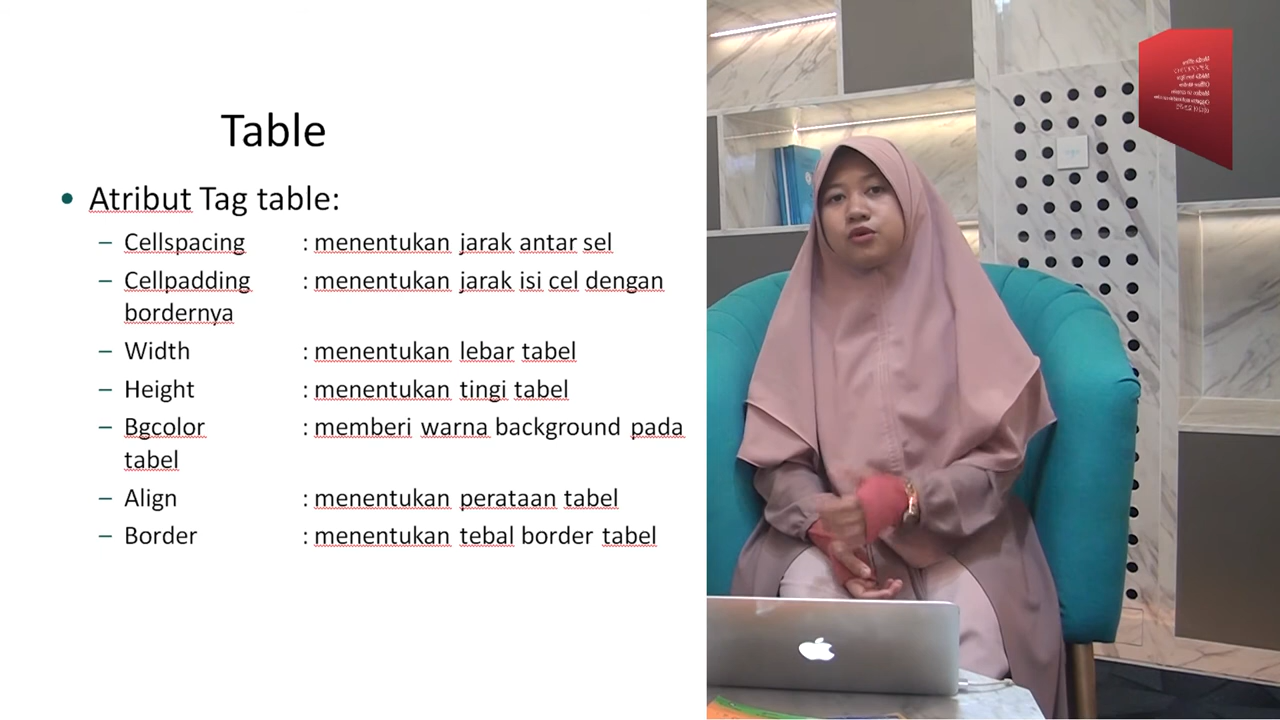 Table
• Atribut Tag table:
– Cellspacing : menentukan jarak antar sel
– Cellpadding : menentukan jarak isi cel dengan
bordernya
– Width : menentukan lebar tabel
– Height : menentukan tingi tabel
– Bgcolor : memberi warna background pada
tabel
– Align : menentukan perataan tabel
– Border : menentukan tebal border tabel